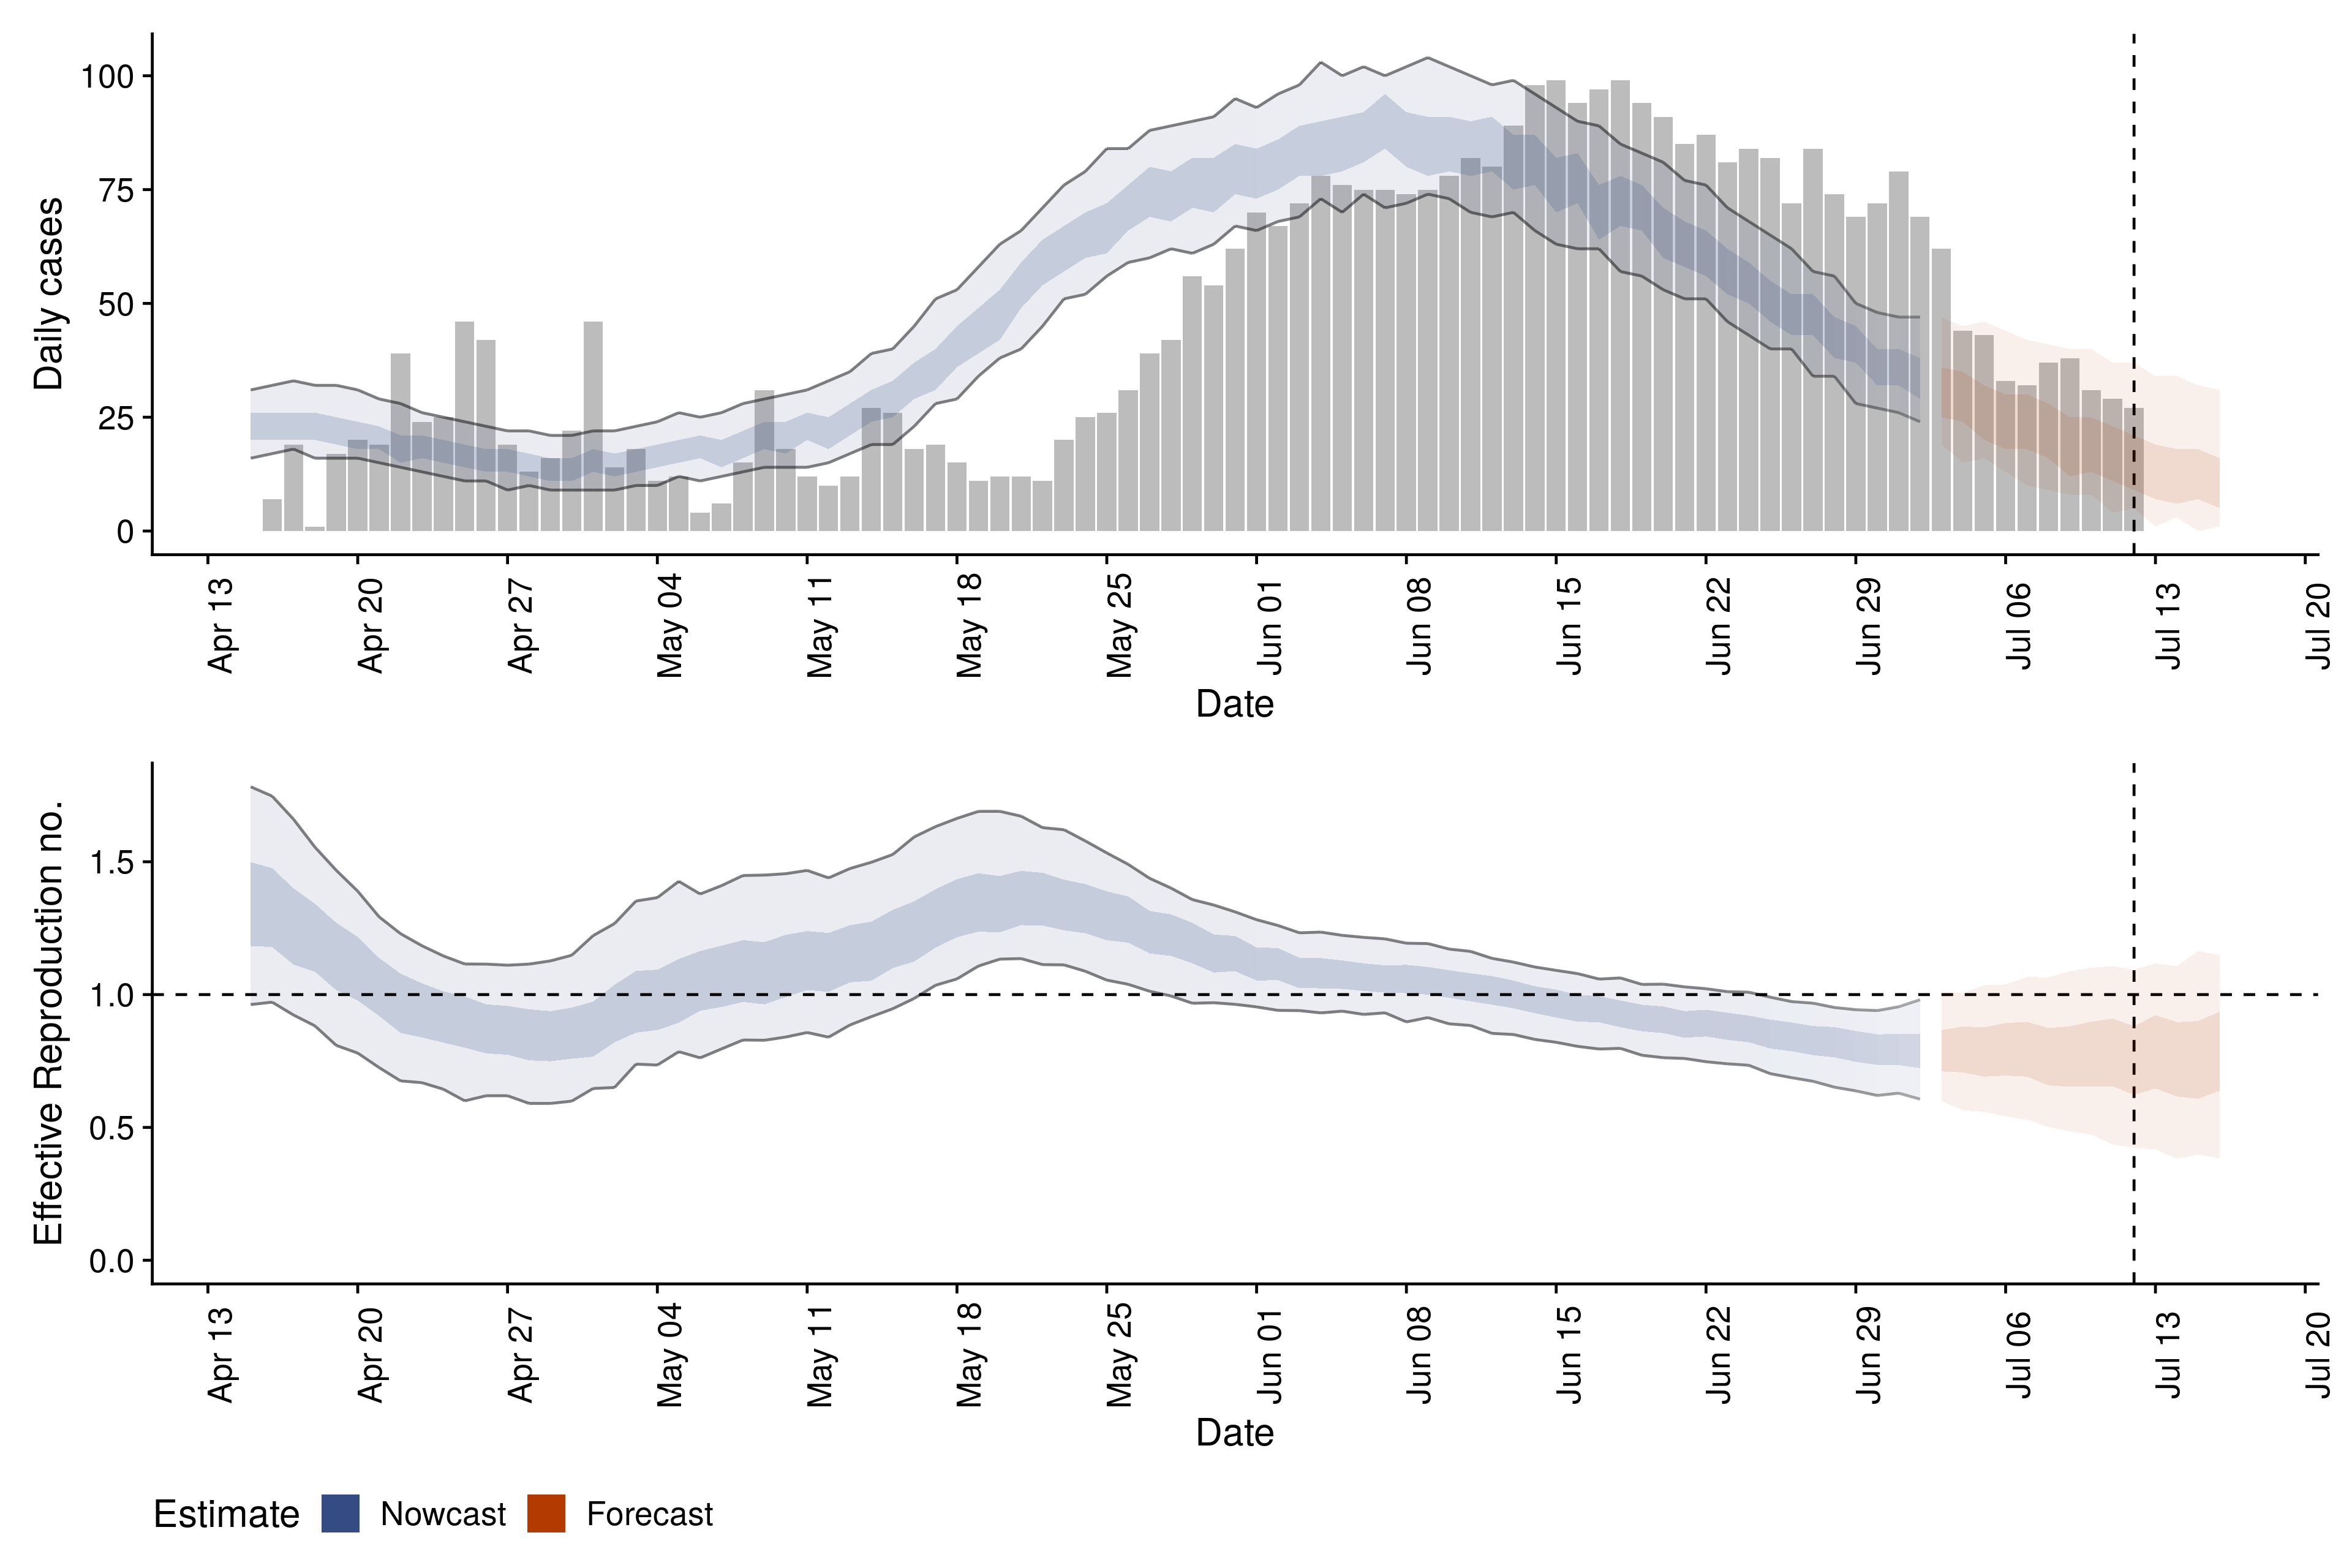 Daily cases
100
75
50
25
0
Apr 13
Apr 20
Apr 27
May 04
May 11
May 18
May 25
Jun 01
Jun 08
Jun 15
Jun 22
Jun 29
Jul 06
Jul 13
Jul 20
Date
Effective Reproduction no.
1.5
1.0
0.5
0.0
Apr 13
Apr 20
Apr 27
May 04
May 11
May 18
May 25
Jun 01
Jun 08
Jun 15
Jun 22
Jun 29
Jul 06
Jul 13
Jul 20
Date
Estimate Nowcast Forecast